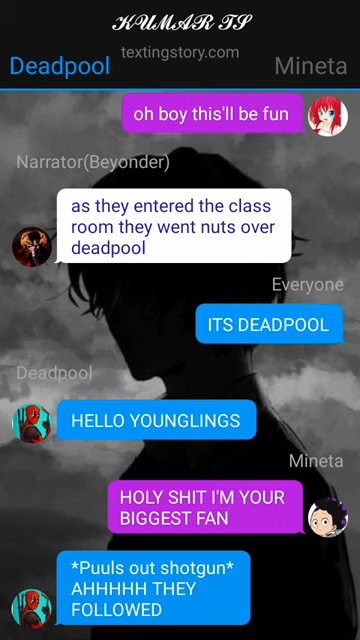 KUMAR TS
textingstory.com
Deadpool
Mineta
oh boy this'll be fun
Narrator(Beyonder)
as they entered the class
room they went nuts over
deadpool
Everyone
ITS DEADPOOL
Deadpool
HELLO YOUNGLINGS
Mineta
HOLY SHIT I'M YOUR
BIGGEST FAN
*Puuls out shotgun*
AHHHHH THEY
FOLLOWED